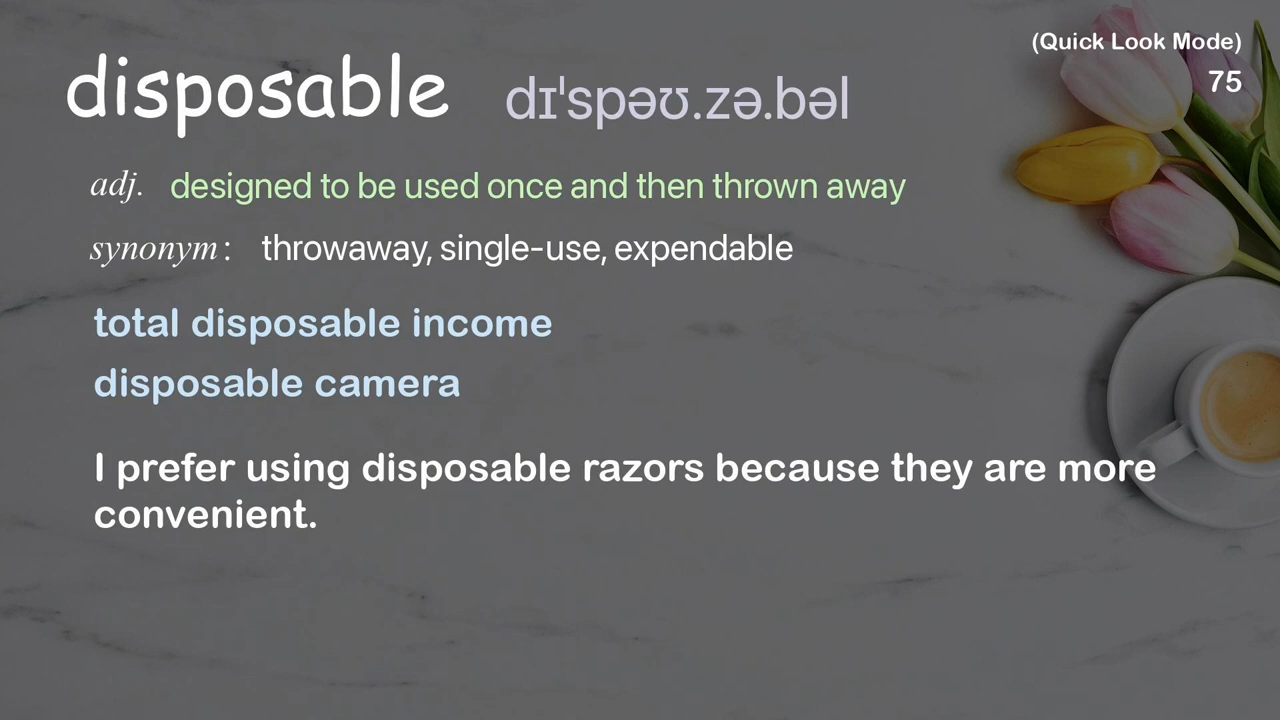 (Quick Look Mode)
75
disposable dɪˈspəʊ.zə.bəl
adj. designed to be used once and then thrown away
synonym: throwaway, single-use, expendable
total disposable income
disposable camera
I prefer using disposable razors because they are more
convenient.